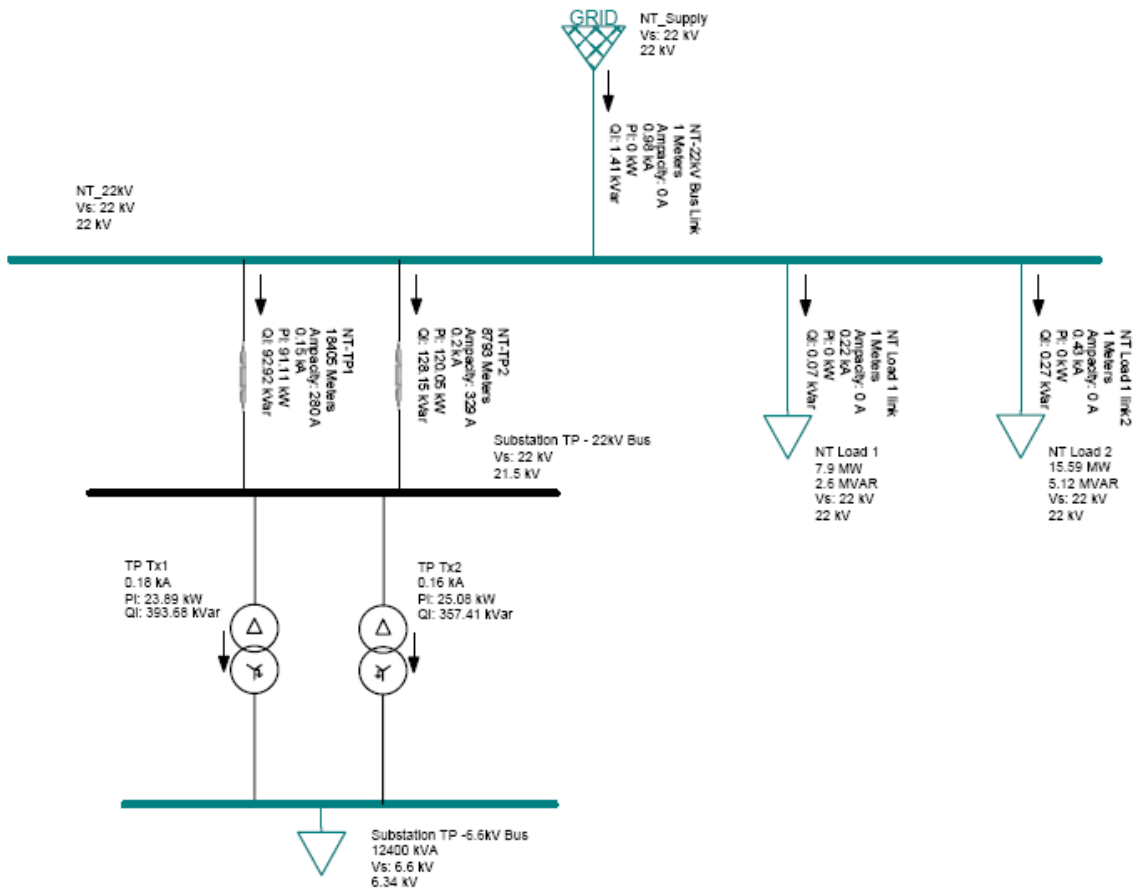 GRID
NT_Supply
Vs: 22 kV
22 kV
NT-22kV Bus Link
1 Meters
Ampacity: 0 A
0.98 kA
Pl: 0 kW
Ql: 1.41 kVar
NT_22kV
Vs: 22 kV
22 kV
NT-TP1
18405 Meters
Ampacity: 280 A
0.15 kA
Pl: 91.11 kW
Ql: 92.92 kVar
NT-TP2
8793 Meters
Ampacity: 329 A
0.2 kA
Pl: 120.05 kW
Ql: 128.15 kVar
NT Load 1 link
1 Meters
Ampacity: 0 A
0.22 kA
Pl: 0 kW
Ql: 0.07 kVar
NT Load1 link2
1 Meters
Ampacity: 0 A
0.43 kA
Pl: 0 kW
Ql: 0.27 kVar
Substation TP - 22kV Bus
Vs: 22 kV
21.5 kV
NT Load 1
7.9 MW
2.6 MVAR
Vs: 22 kV
22 kV
NT Load 2
15.59 MW
5.12 MVAR
Vs: 22 kV
22 kV
TP Tx1
0.18 kA
Pl: 23.89 kW
Ql: 393.68 kVar
TP Tx2
0.16 kA
Pl: 25.08 kW
Ql: 357.41 kVar
Substation TP -6.6kV Bus
12400 kVA
Vs: 6.6 kV
6.34 kV